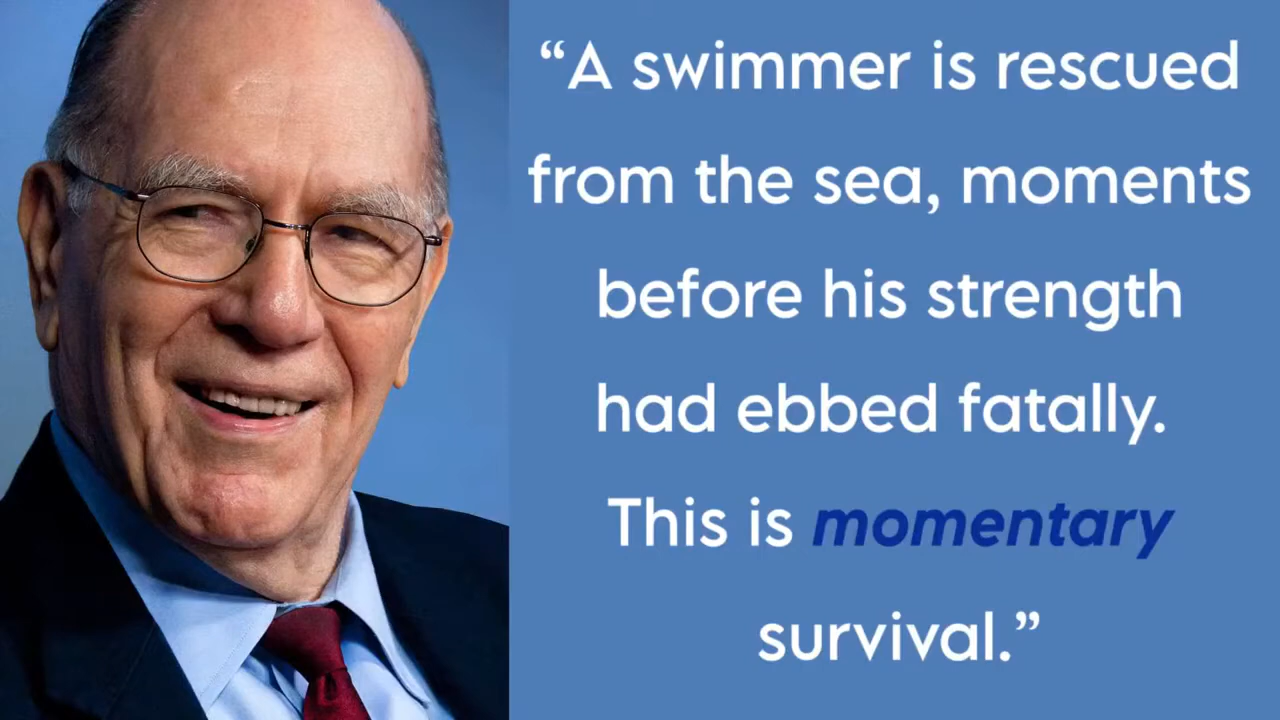 “A swimmer is rescued
from the sea, moments
before his strength
had ebbed fatally.
This is momentary
survival.”